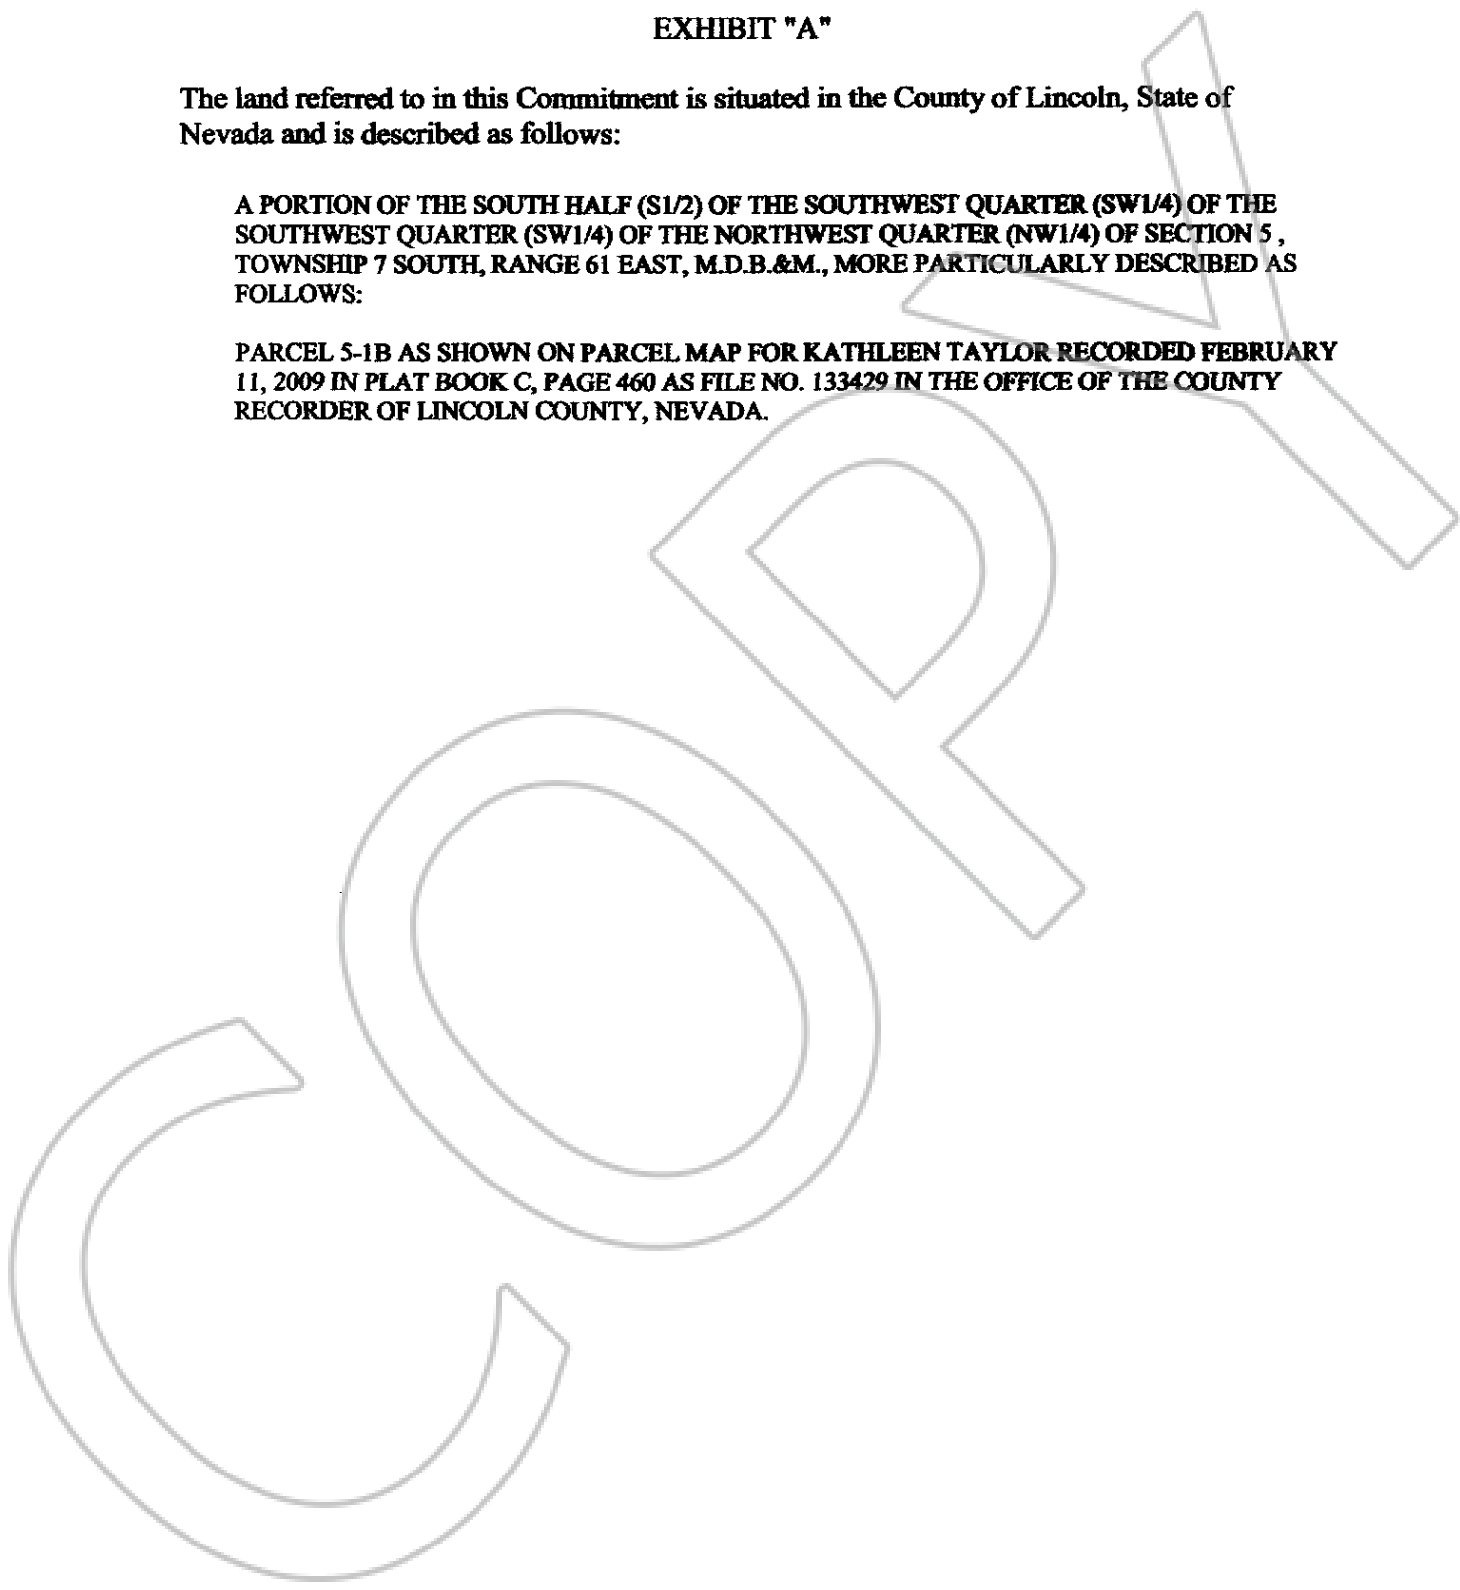 EXHIBIT "A"
The land referred to in this Commitment is situated in the County of Lincoln, State of
Nevada and is described as follows:
A PORTION OF THE SOUTH HALF (S1/2) OF THE SOUTHWEST QUARTER (SW1/4) OF THE
SOUTHWEST QUARTER (SW1/4) OF THE NORTHWEST QUARTER (NW1/4) OF SECTION 5 ,
TOWNSHIP 7 SOUTH, RANGE 61 EAST, M.D.B.&M., MORE PARTICULARLY DESCRIBED AS
FOLLOWS:
PARCEL 5-1B AS SHOWN ON PARCEL MAP FOR KATHLEEN TAYLOR RECORDED FEBRUARY
11, 2009 IN PLAT BOOK C, PAGE 460 AS FILE NO. 133429 IN THE OFFICE OF THE COUNTY
RECORDER OF LINCOLN COUNTY, NEVADA.
COPY